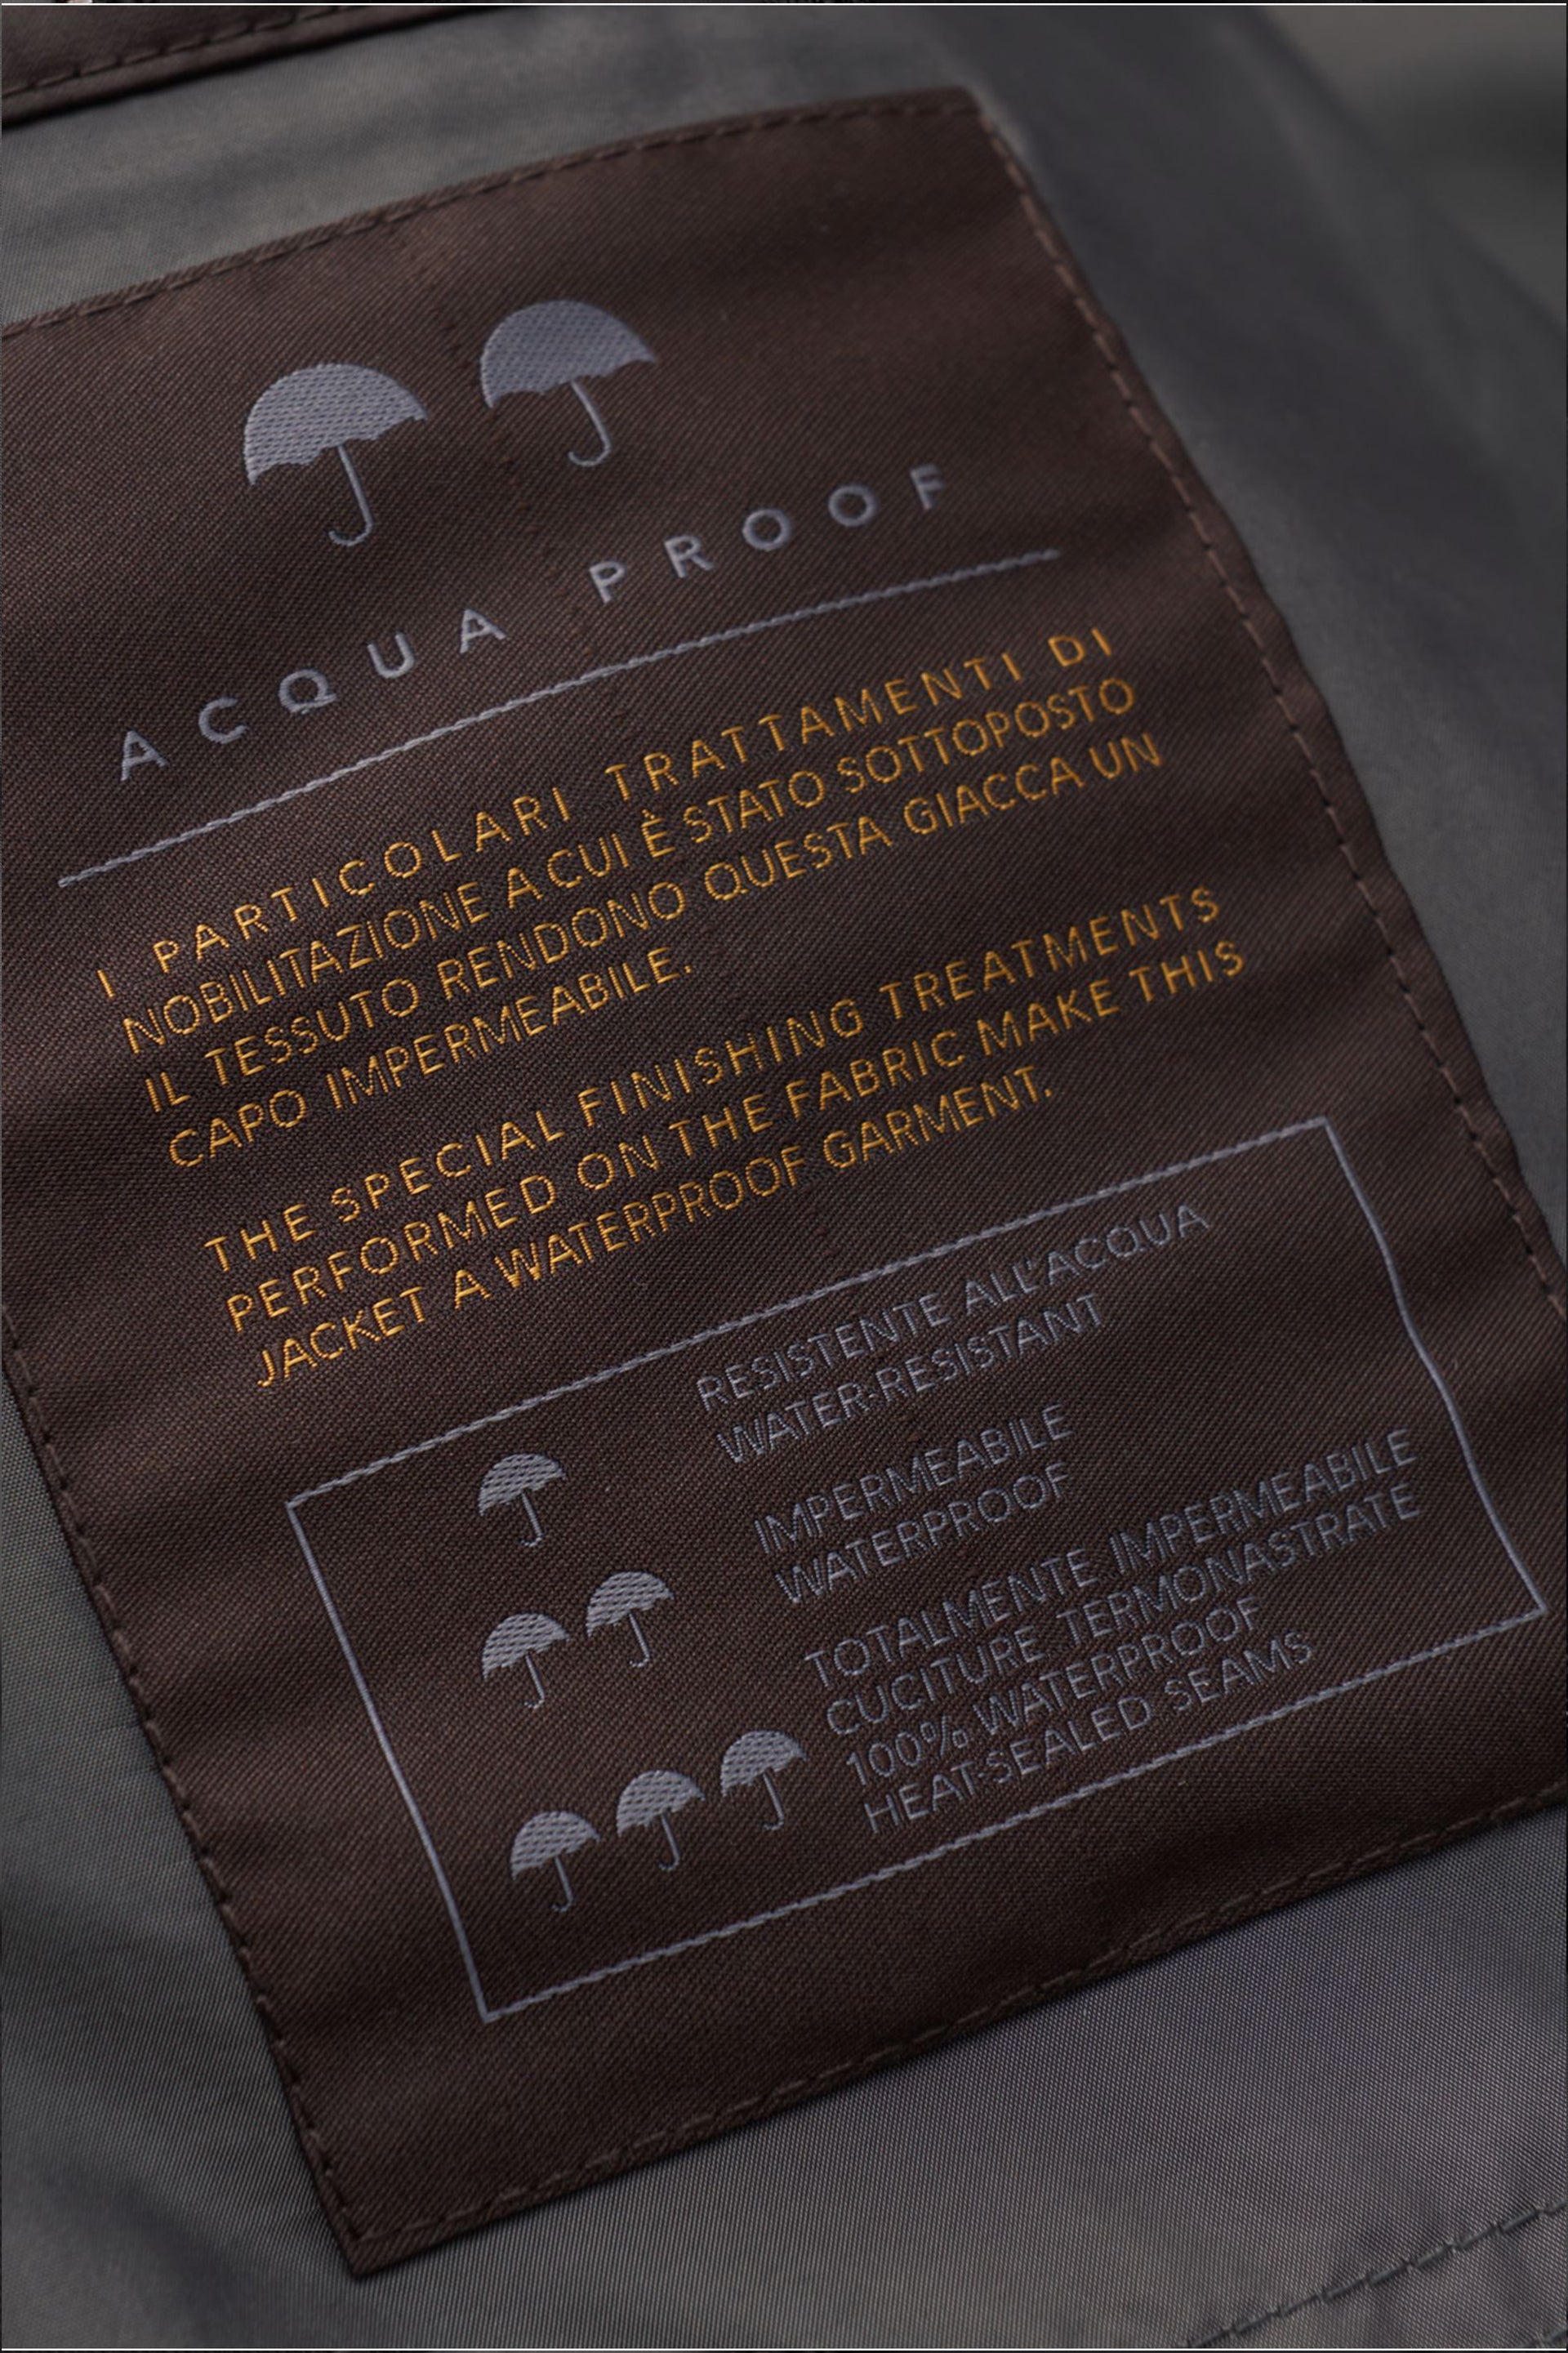 ACQUA PROOF
I PARTICOLARI TRATTAMENTI DI
NOBILITAZIONE A CUI È STATO SOTTOPOSTO
IL TESSUTO RENDONO QUESTA GIACCA UN
CAPO IMPERMEABILE.
THE SPECIAL FINISHING TREATMENTS
PERFORMED ON THE FABRIC MAKE THIS
JACKET A WATERPROOF GARMENT.
RESISTENTE ALL'ACQUA
WATER-RESISTANT
IMPERMEABILE
WATERPROOF
TOTALMENTE IMPERMEABILE
CUCITURE TERMONASTRATE
100% WATERPROOF
HEAT-SEALED SEAMS